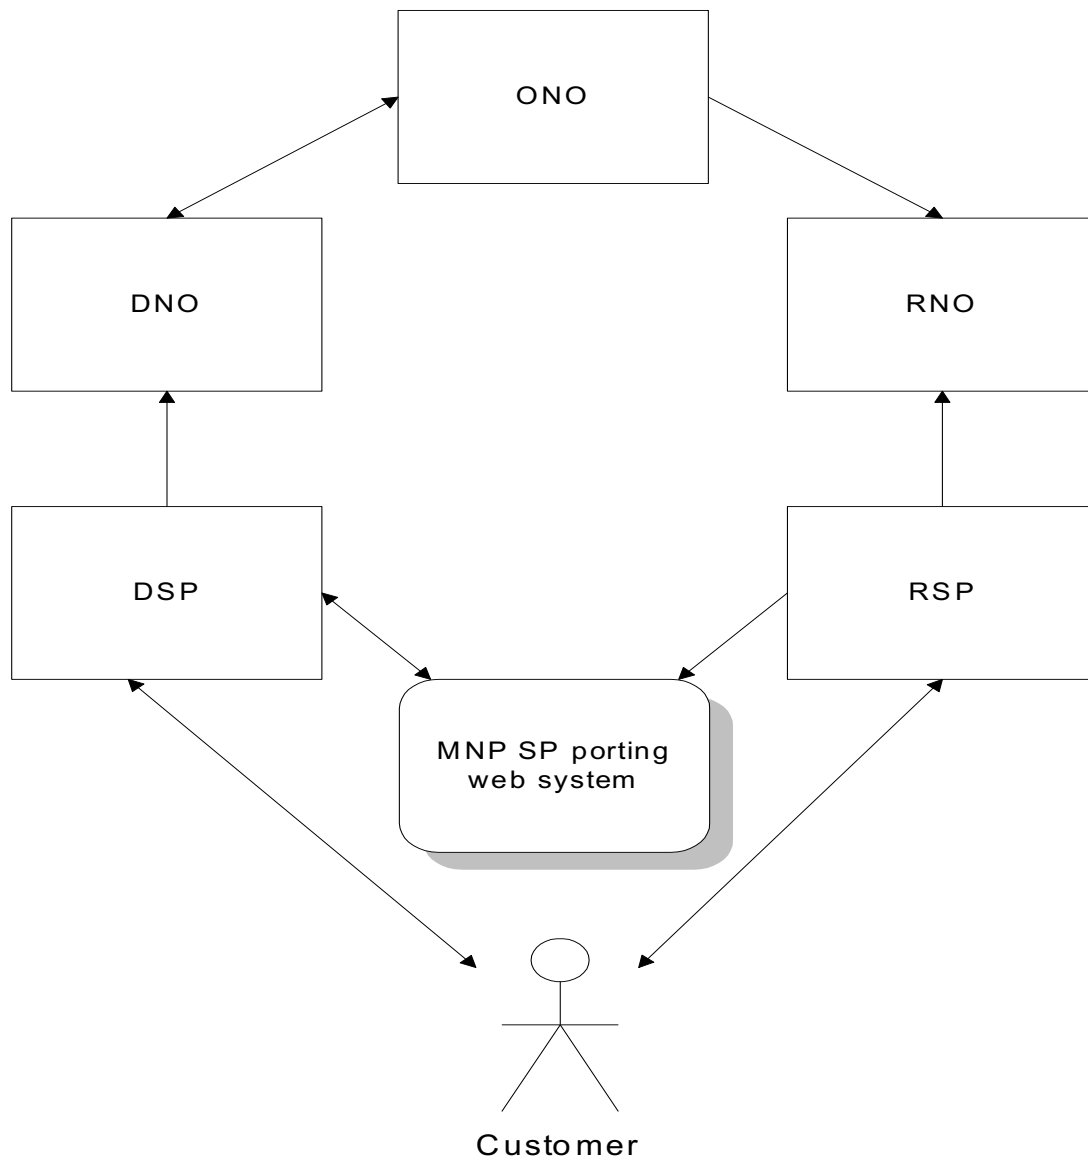 ONO
DNO
RNO
DSP
RSP
MNP SP porting
web system
Customer